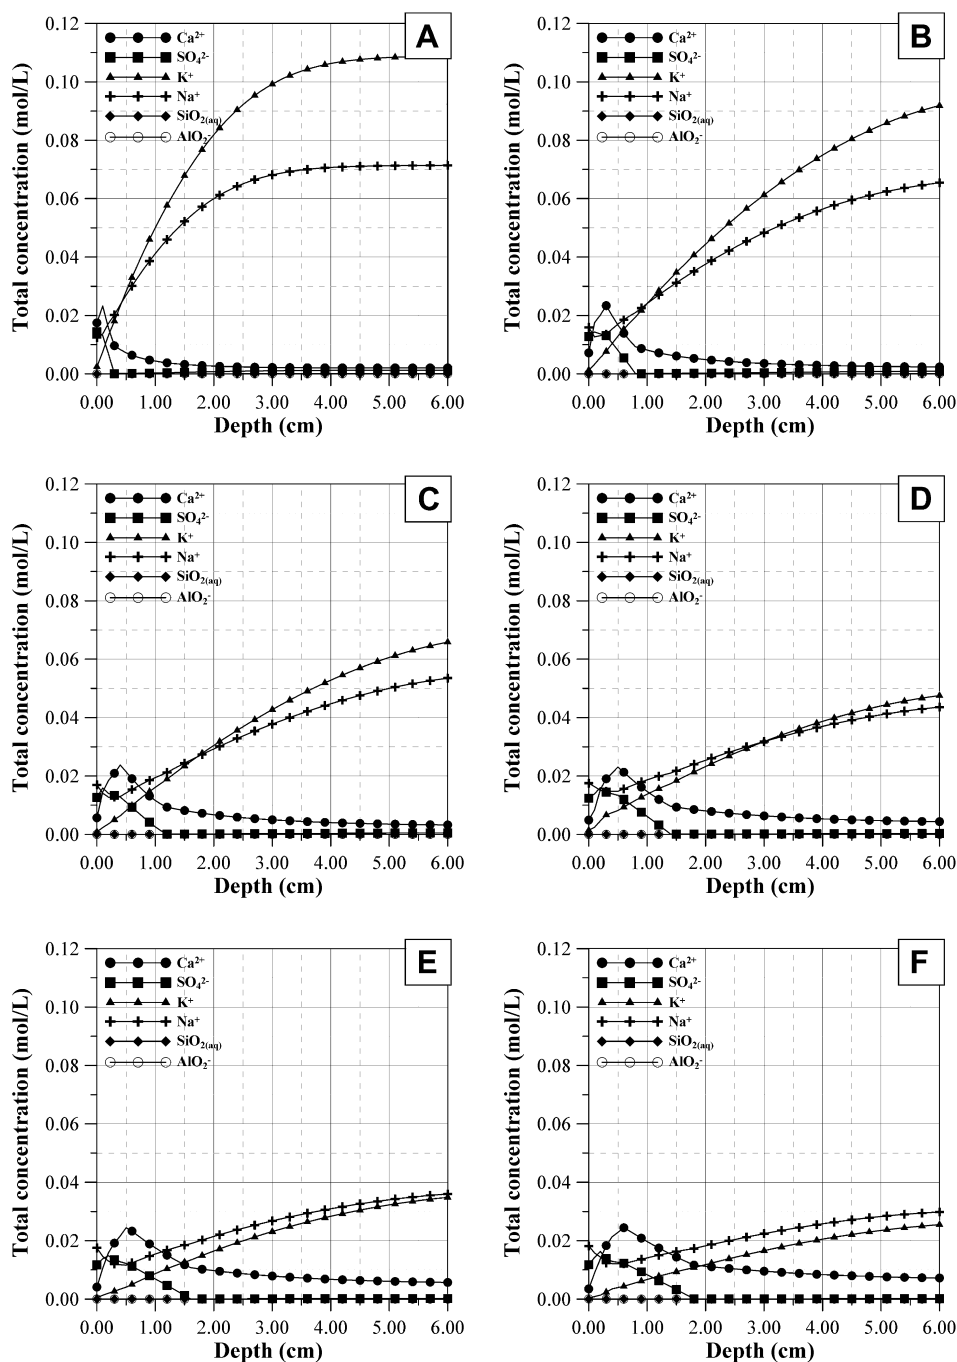 A
Total concentration (mol/L)
0.12
0.10
0.08
0.06
0.04
0.02
0.00
Ca²⁺
SO₄²⁻
K⁺
Na⁺
SiO₂₍ₐq₎
AlO₂⁻
0.00 1.00 2.00 3.00 4.00 5.00 6.00
Depth (cm)
B
Total concentration (mol/L)
0.12
0.10
0.08
0.06
0.04
0.02
0.00
Ca²⁺
SO₄²⁻
K⁺
Na⁺
SiO₂₍ₐq₎
AlO₂⁻
0.00 1.00 2.00 3.00 4.00 5.00 6.00
Depth (cm)
C
Total concentration (mol/L)
0.12
0.10
0.08
0.06
0.04
0.02
0.00
Ca²⁺
SO₄²⁻
K⁺
Na⁺
SiO₂₍ₐq₎
AlO₂⁻
0.00 1.00 2.00 3.00 4.00 5.00 6.00
Depth (cm)
D
Total concentration (mol/L)
0.12
0.10
0.08
0.06
0.04
0.02
0.00
Ca²⁺
SO₄²⁻
K⁺
Na⁺
SiO₂₍ₐq₎
AlO₂⁻
0.00 1.00 2.00 3.00 4.00 5.00 6.00
Depth (cm)
E
Total concentration (mol/L)
0.12
0.10
0.08
0.06
0.04
0.02
0.00
Ca²⁺
SO₄²⁻
K⁺
Na⁺
SiO₂₍ₐq₎
AlO₂⁻
0.00 1.00 2.00 3.00 4.00 5.00 6.00
Depth (cm)
F
Total concentration (mol/L)
0.12
0.10
0.08
0.06
0.04
0.02
0.00
Ca²⁺
SO₄²⁻
K⁺
Na⁺
SiO₂₍ₐq₎
AlO₂⁻
0.00 1.00 2.00 3.00 4.00 5.00 6.00
Depth (cm)